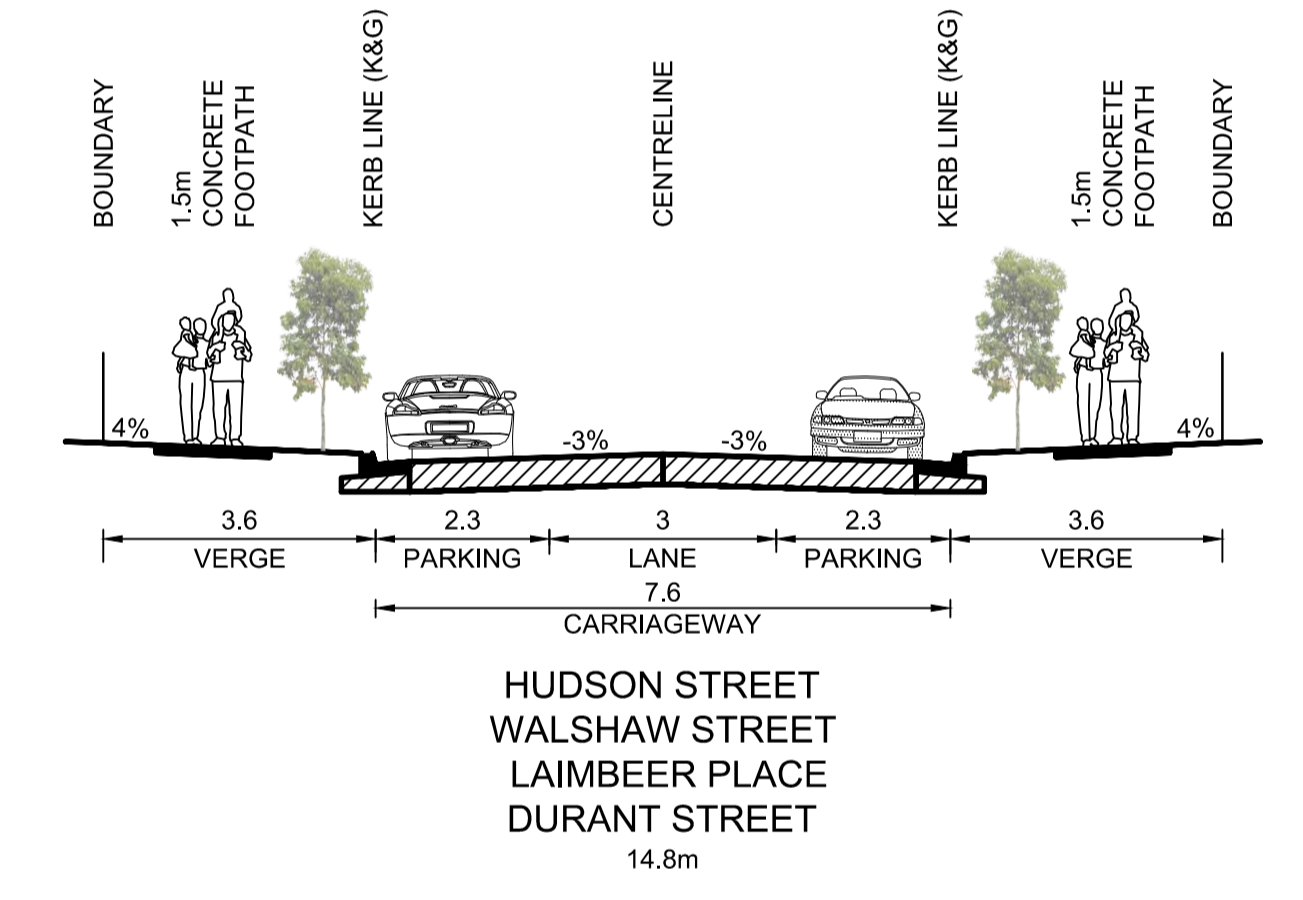 BOUNDARY
1.5m
CONCRETE
FOOTPATH
KERB LINE (K&G)
CENTRELINE
KERB LINE (K&G)
1.5m
CONCRETE
FOOTPATH
BOUNDARY
4%
-3%
-3%
4%
3.6
2.3
3
2.3
3.6
VERGE
PARKING
LANE
PARKING
VERGE
7.6
CARRIAGEWAY
HUDSON STREET
WALSHAW STREET
LAIMBEER PLACE
DURANT STREET
14.8m